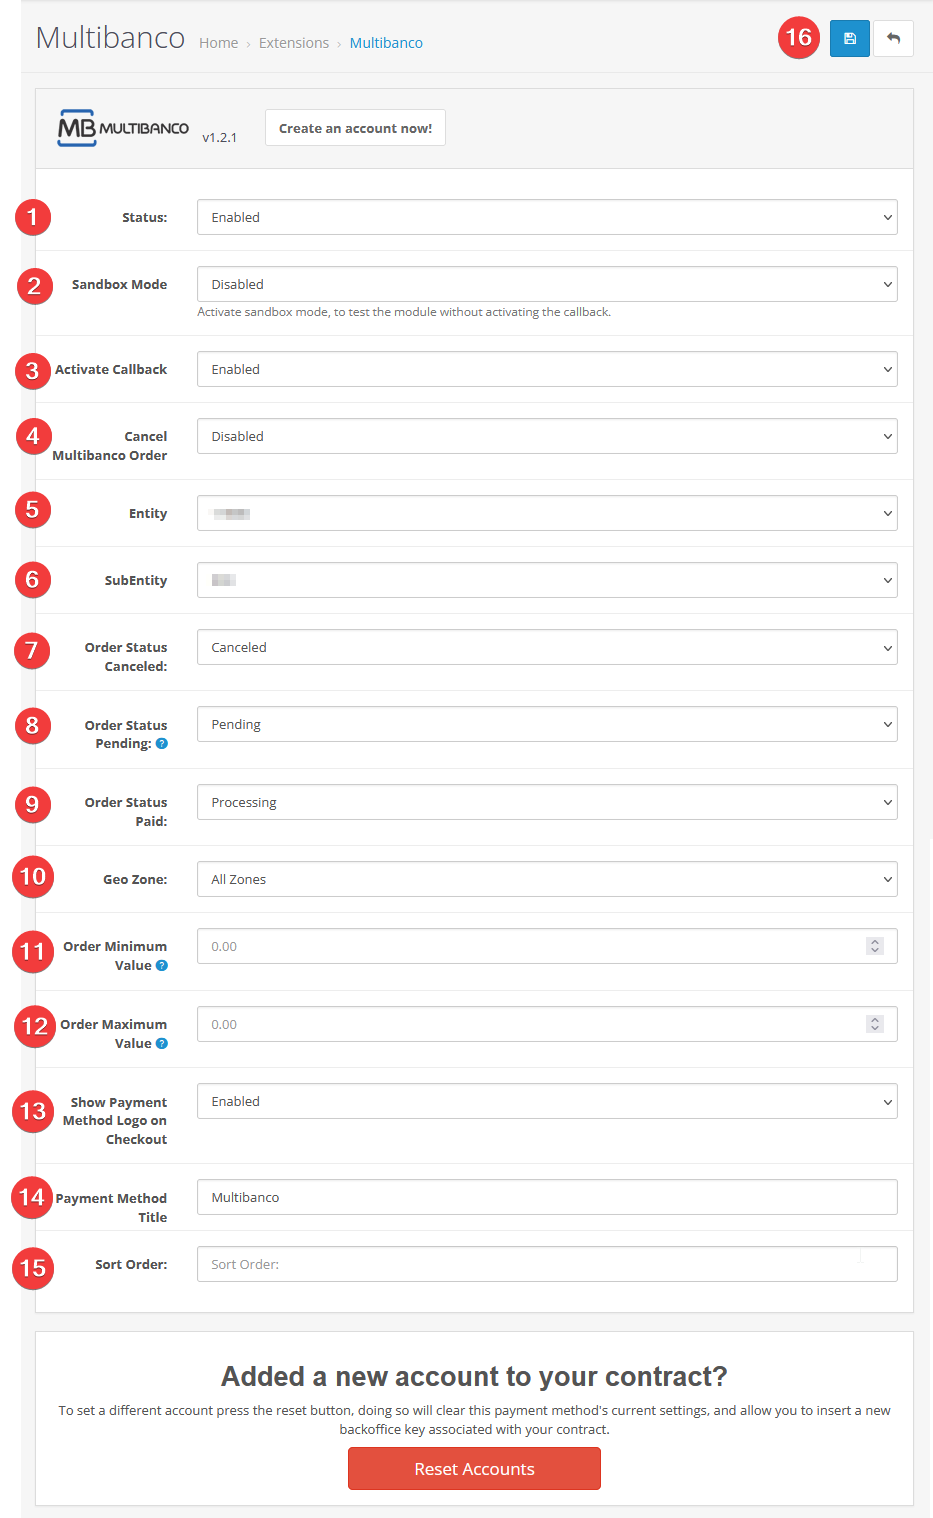 Multibanco Home › Extensions › Multibanco 16
MB MULTIBANCO v1.2.1 Create an account now!
1 Status: Enabled
2 Sandbox Mode Disabled
Activate sandbox mode, to test the module without activating the callback.
3 Activate Callback Enabled
4 Cancel Disabled
Multibanco Order
5 Entity
6 SubEntity
7 Order Status Canceled
Canceled:
8 Order Status Pending
Pending: ?
9 Order Status Processing
Paid:
10 Geo Zone: All Zones
11 Order Minimum 0.00
Value ?
12 Order Maximum 0.00
Value ?
13 Show Payment Enabled
Method Logo on
Checkout
14 Payment Method Multibanco
Title
15 Sort Order: Sort Order:
Added a new account to your contract?
To set a different account press the reset button, doing so will clear this payment method's current settings, and allow you to insert a new
backoffice key associated with your contract.
Reset Accounts